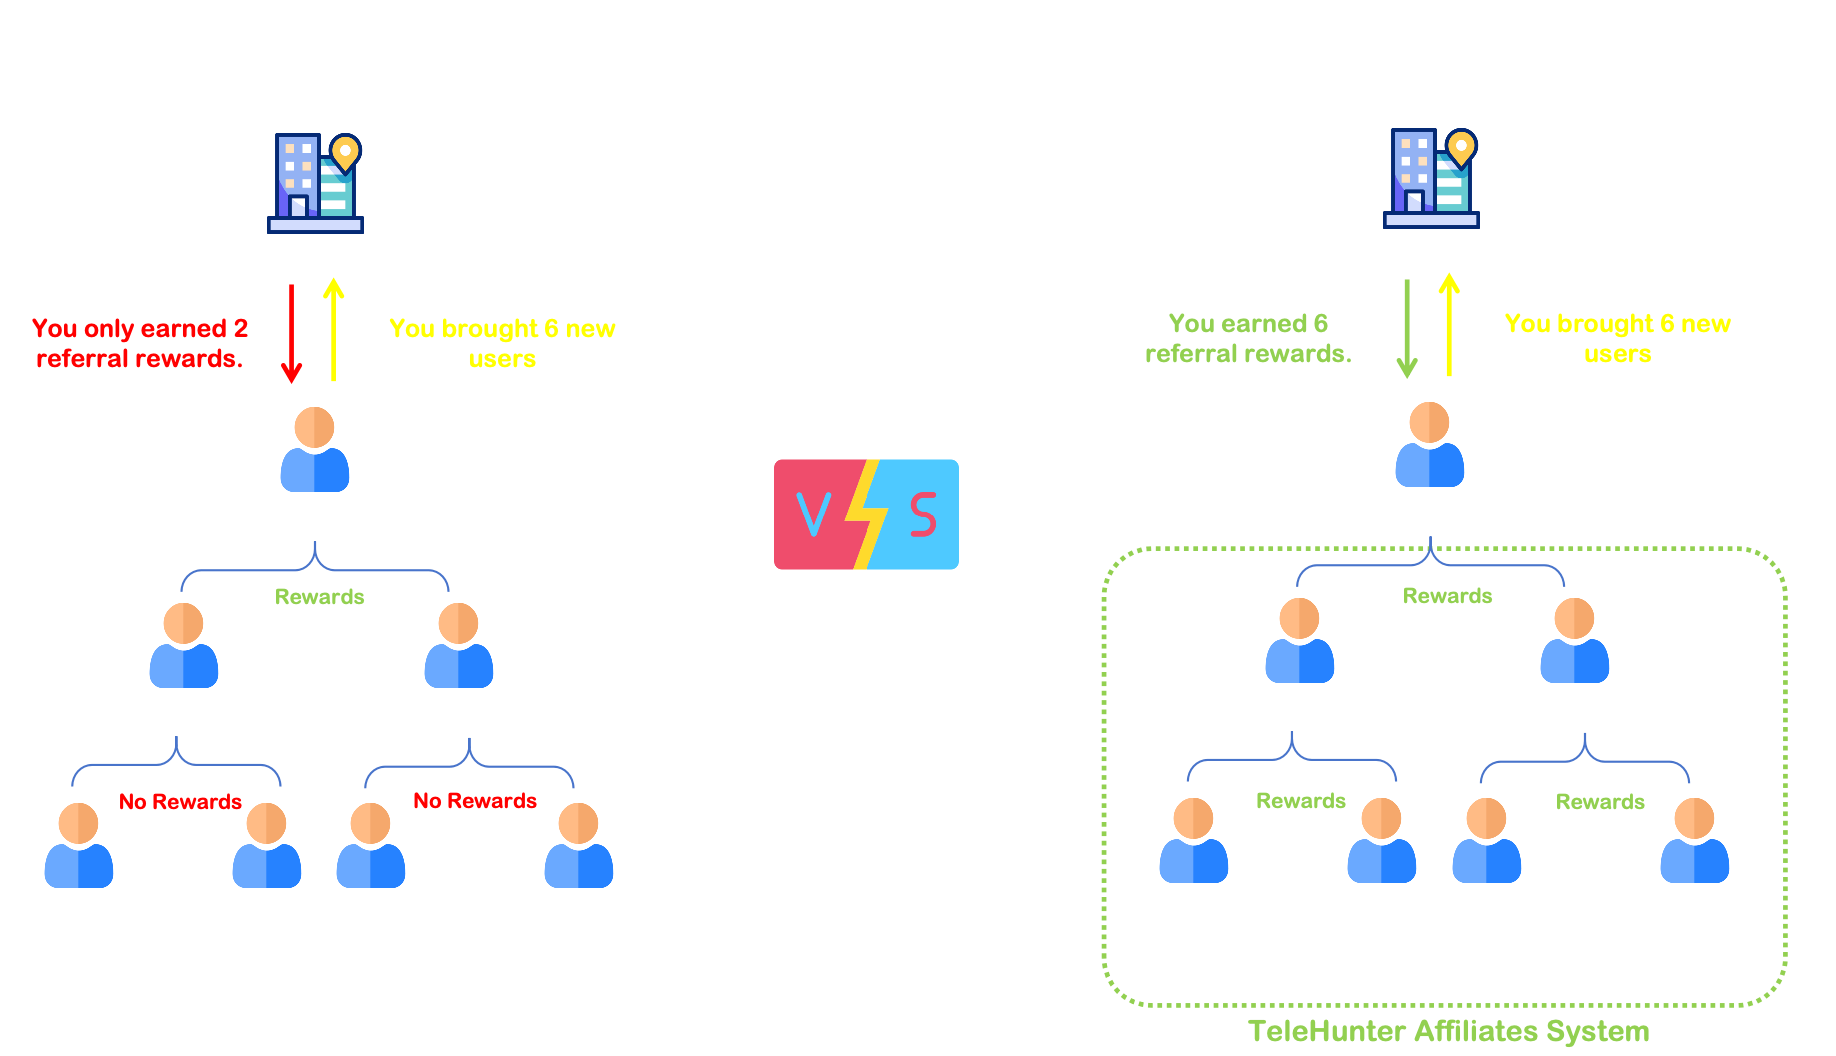 You only earned 2
referral rewards.
You brought 6 new
users
Rewards
No Rewards
No Rewards
V S
You earned 6
referral rewards.
You brought 6 new
users
Rewards
Rewards
Rewards
TeleHunter Affiliates System